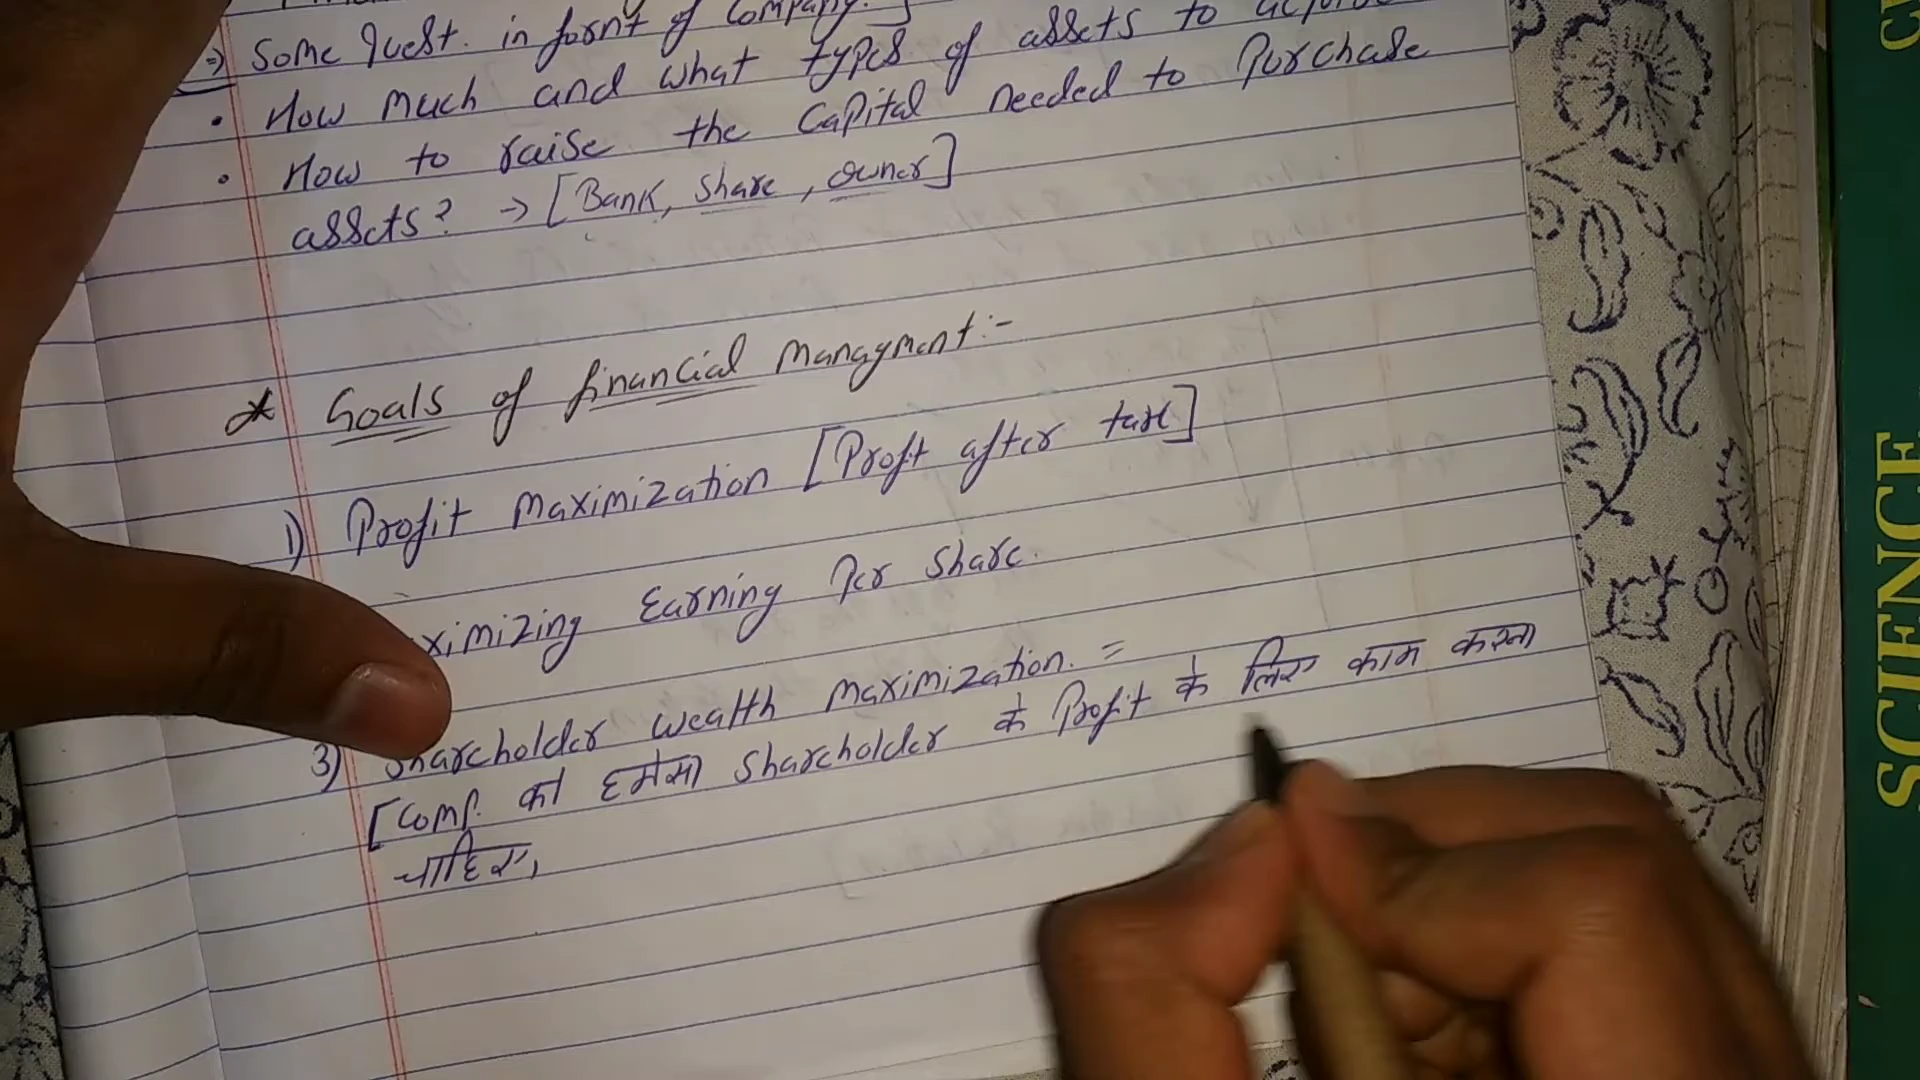 =) Some quest. in fornt of Company. ]
• How much and what types of assets to
• How to raise the Capital needed to Purchase
assets? → [Bank, Share, owner]
* Goals of financial Managment:-
1) Profit Maximization [Profit after tax]
ximizing Earning Per Share.
3) Shareholder wealth Maximization. =
[Comp. को हमेसा Shareholder के Profit के लिए काम करना
चाहिए,
SCIENCE